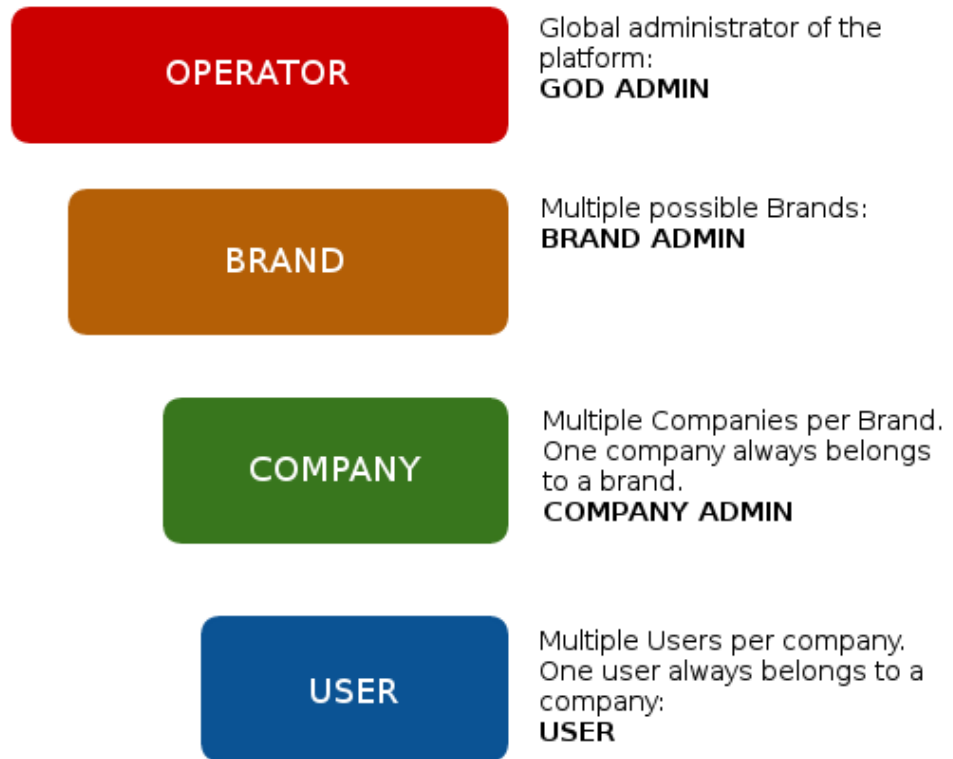 OPERATOR
Global administrator of the
platform:
GOD ADMIN
BRAND
Multiple possible Brands:
BRAND ADMIN
COMPANY
Multiple Companies per Brand.
One company always belongs
to a brand.
COMPANY ADMIN
USER
Multiple Users per company.
One user always belongs to a
company:
USER